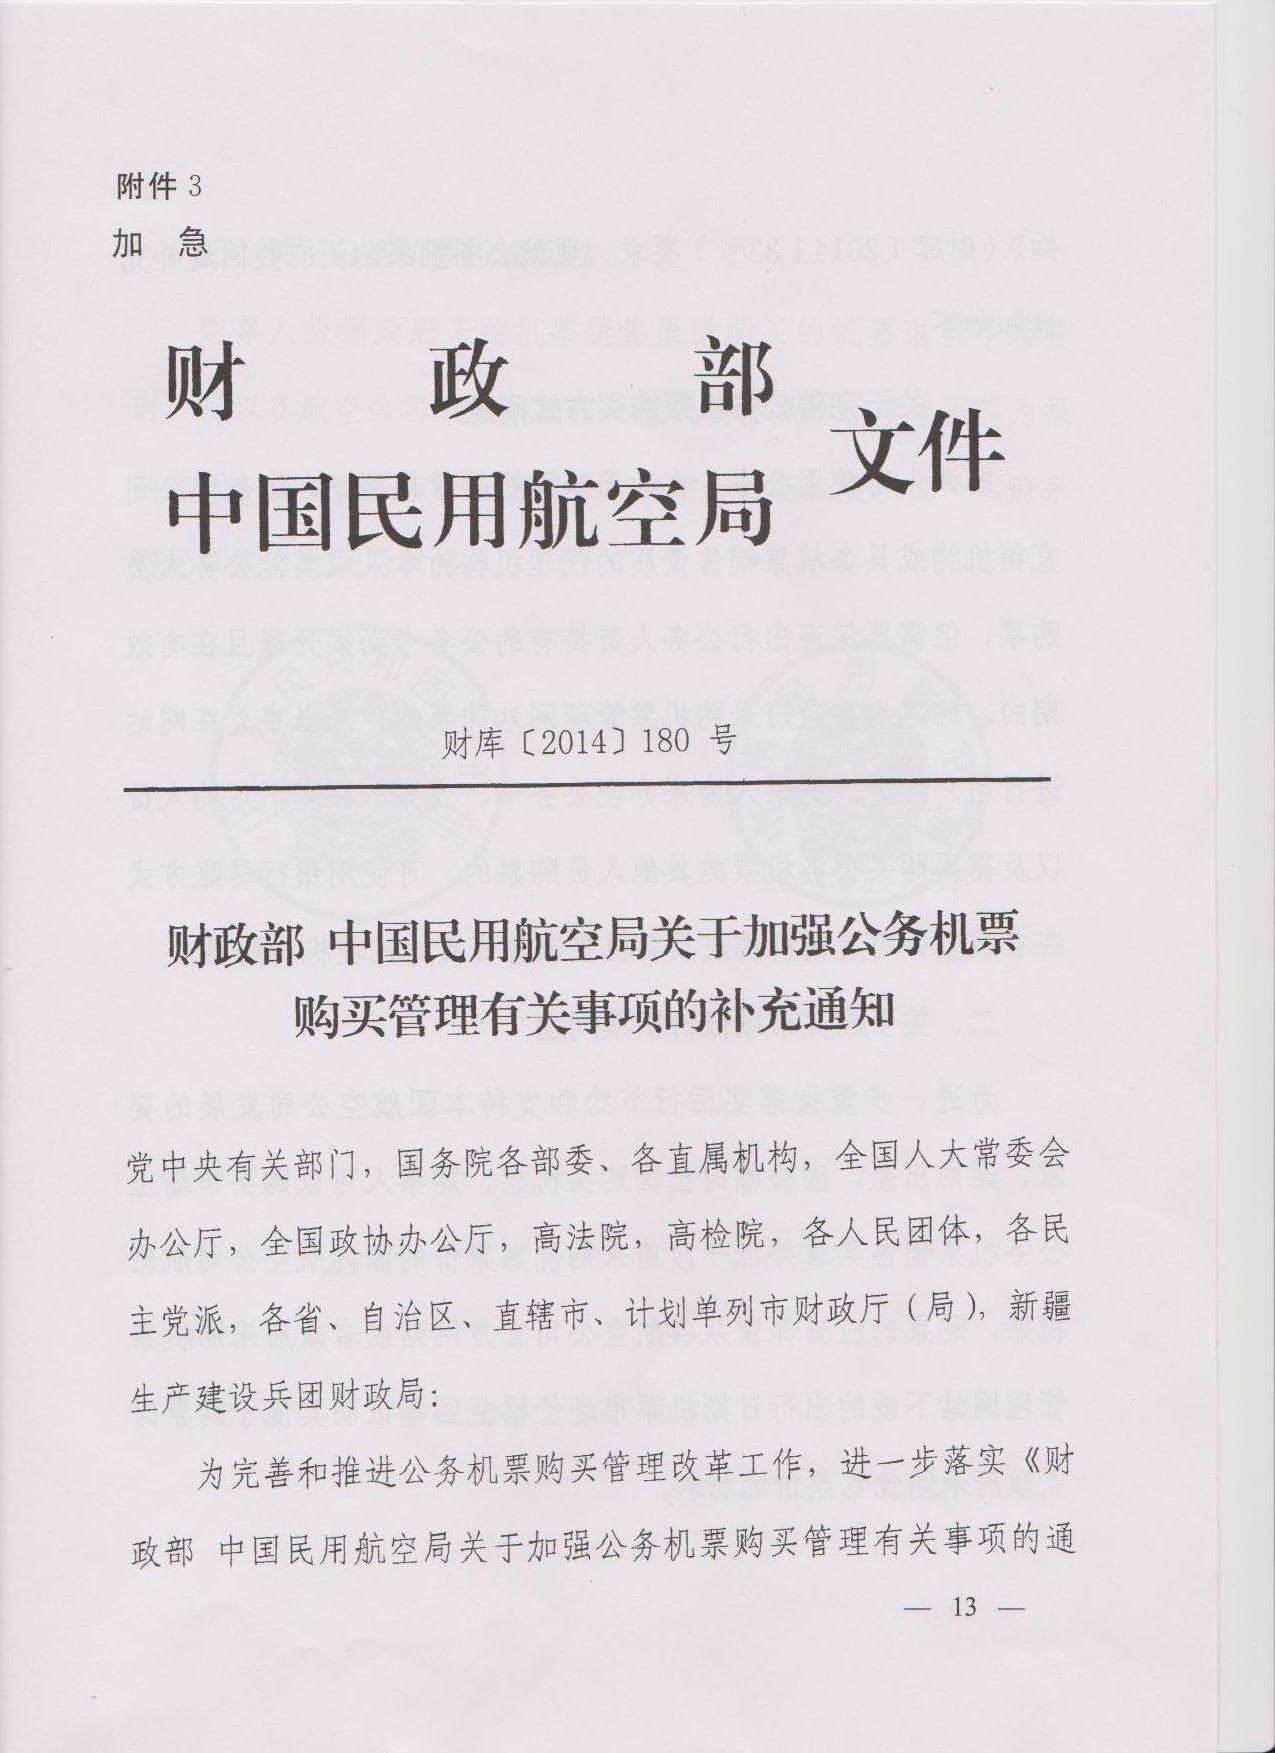 附件 3
加 急
财 政 部
中国民用航空局
文件
财库〔2014〕180 号
财政部 中国民用航空局关于加强公务机票
购买管理有关事项的补充通知
党中央有关部门，国务院各部委、各直属机构，全国人大常委会
办公厅，全国政协办公厅，高法院，高检院，各人民团体，各民
主党派，各省、自治区、直辖市、计划单列市财政厅（局），新疆
生产建设兵团财政局：
为完善和推进公务机票购买管理改革工作，进一步落实《财
政部 中国民用航空局关于加强公务机票购买管理有关事项的通
— 13 —